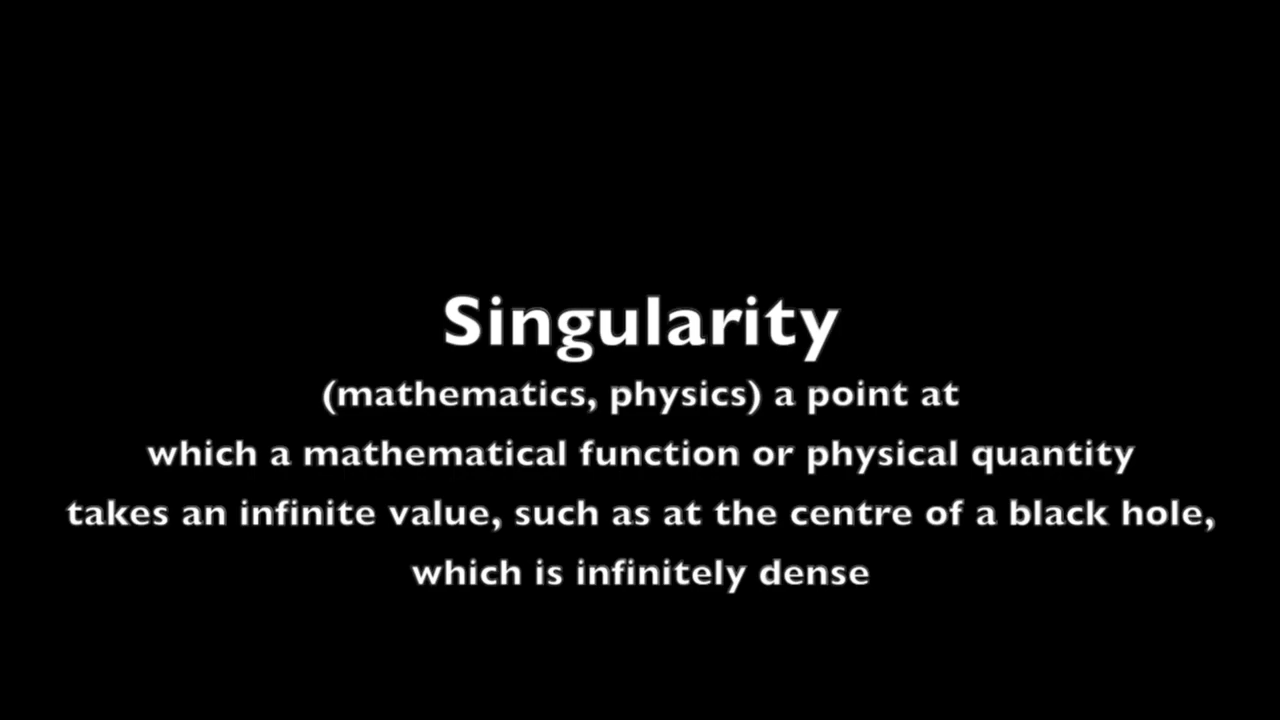 Singularity
(mathematics, physics) a point at
which a mathematical function or physical quantity
takes an infinite value, such as at the centre of a black hole,
which is infinitely dense